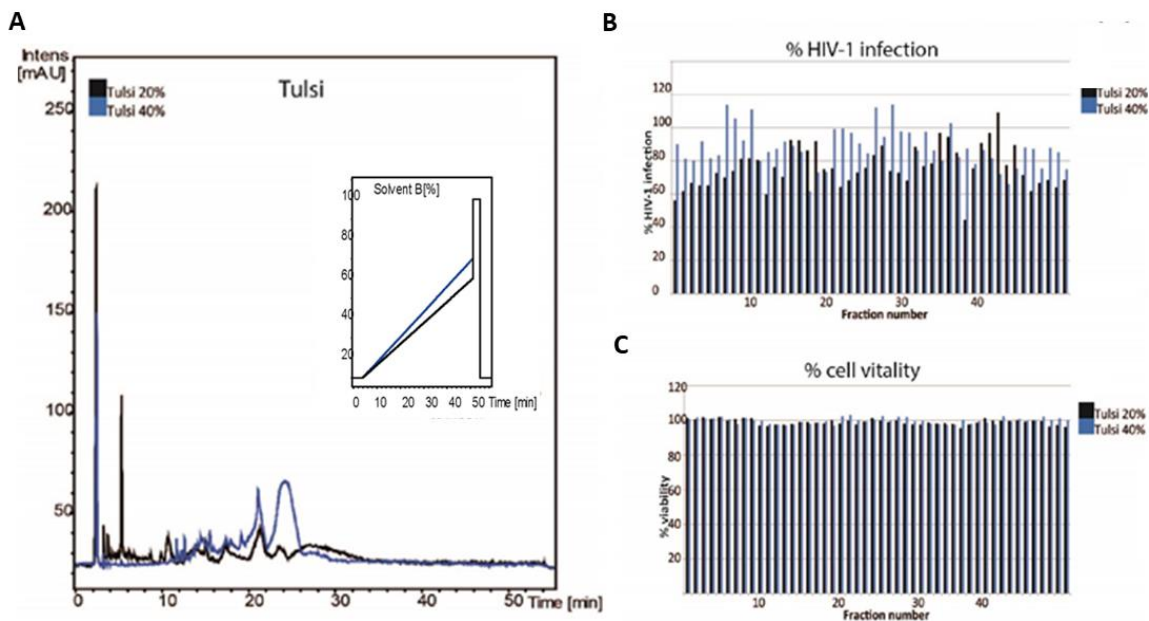 A
Intens
[mAU]
Tulsi
Tulsi 20%
Tulsi 40%
250
200
150
100
50
0 10 20 30 40 50 Time [min]
Solvent B[%]
100
80
60
40
20
0 10 20 30 40 50 Time [min]
B
% HIV-1 infection
Tulsi 20%
Tulsi 40%
% HIV-1 infection
120
100
80
60
40
20
0
10 20 30 40
Fraction number
C
% cell vitality
Tulsi 20%
Tulsi 40%
% viability
120
100
80
60
40
20
10 20 30 40
Fraction number